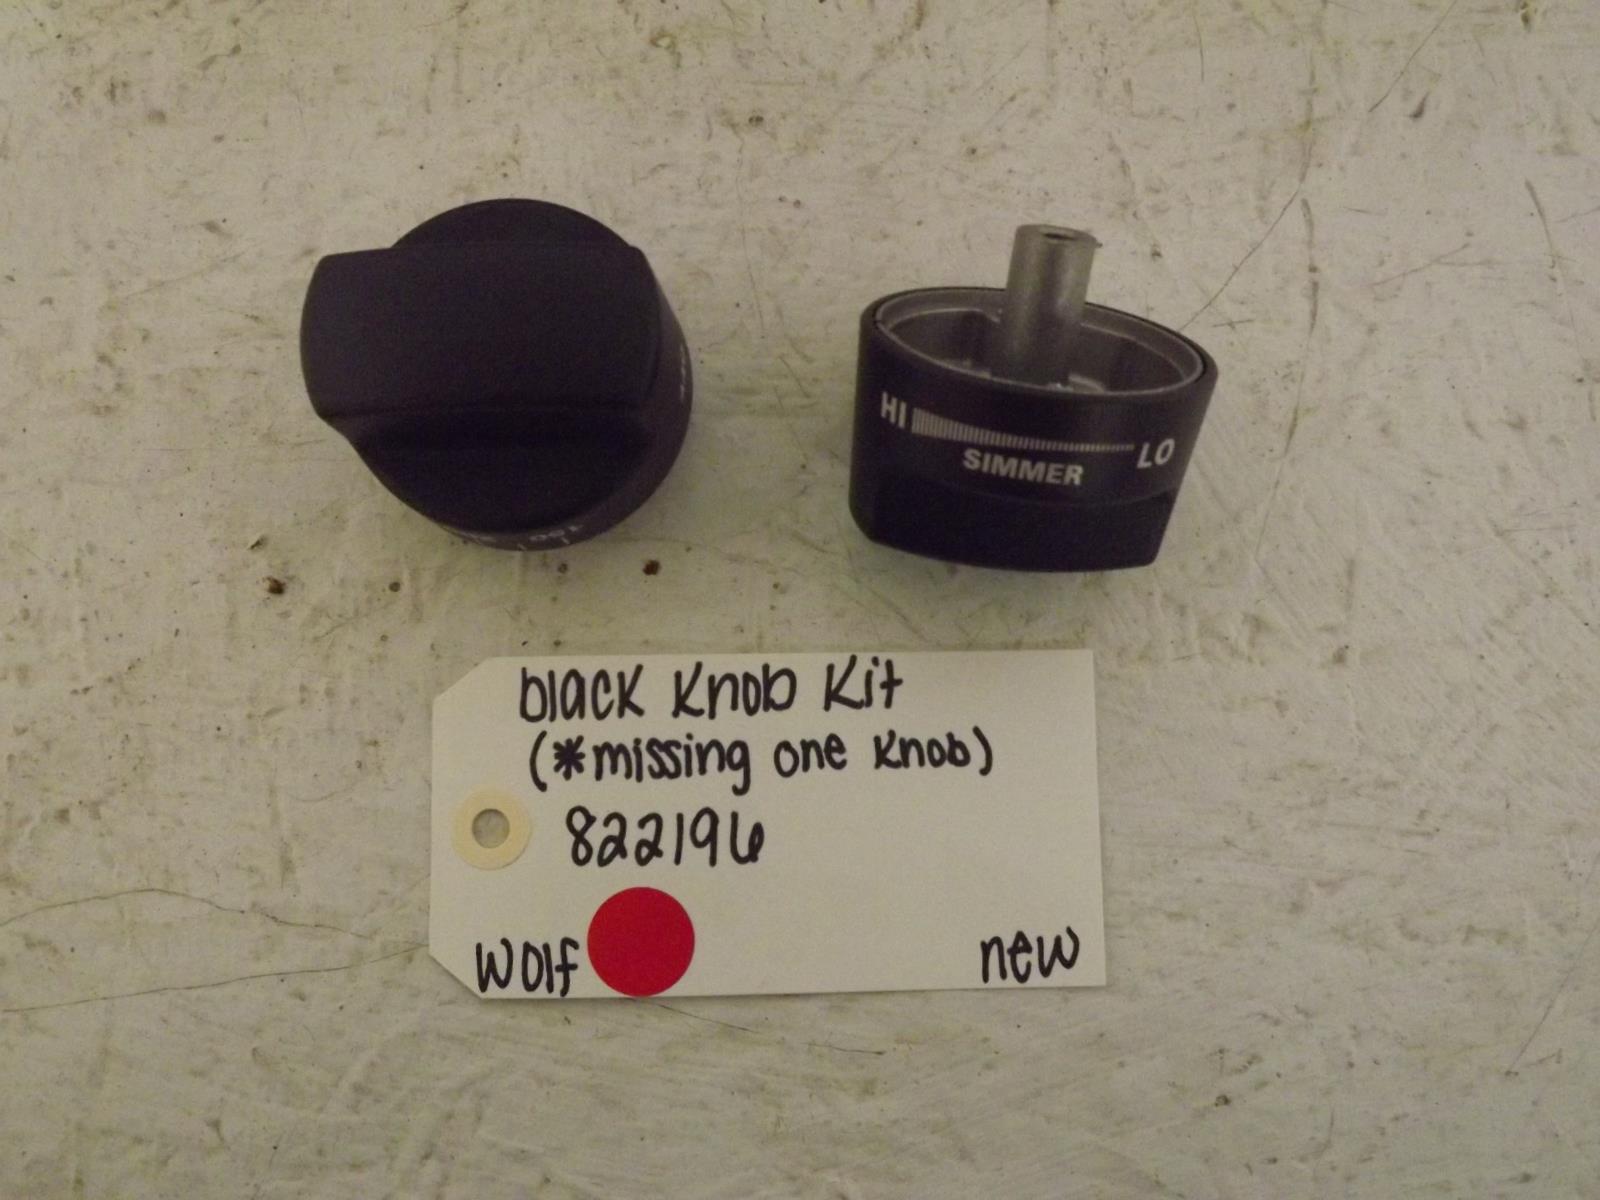 HI LO
SIMMER
black knob kit
(*missing one knob)
822196
Wolf
new